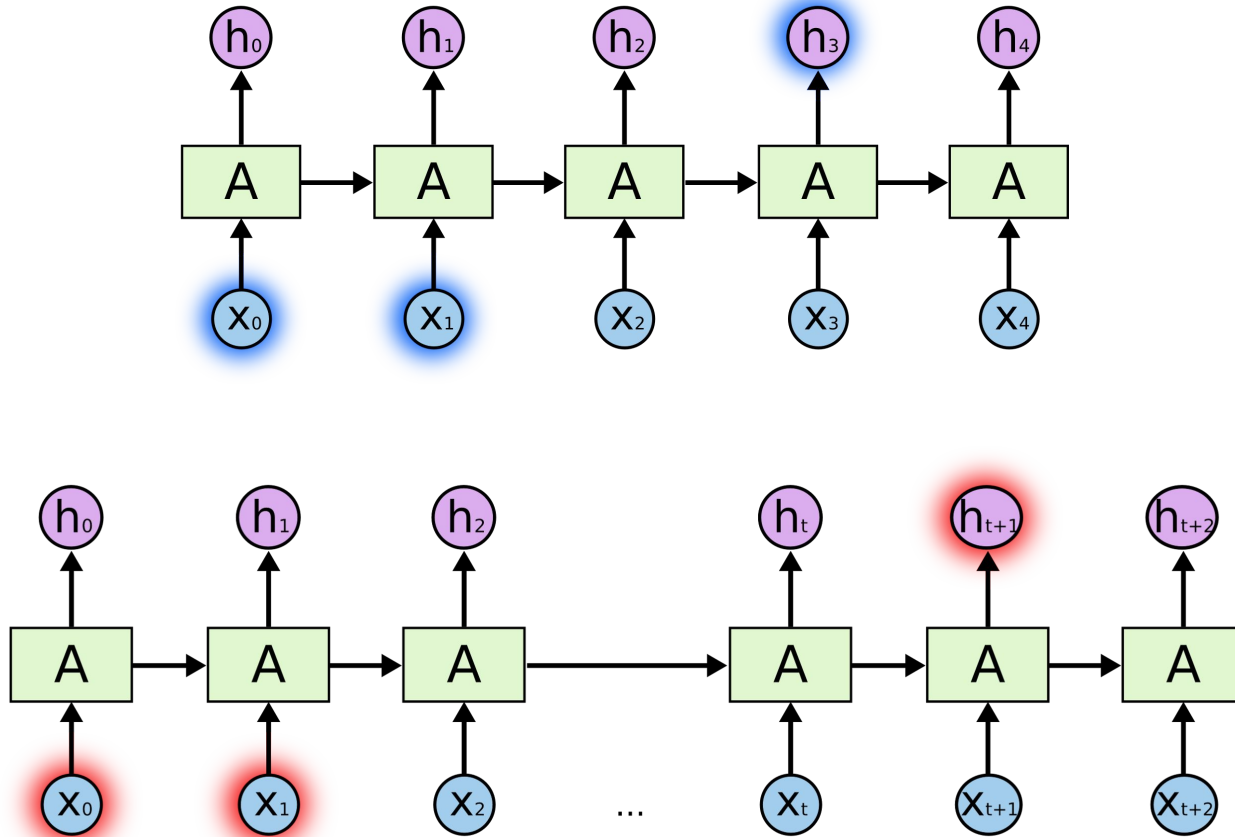 h₀ h₁ h₂ h₃ h₄
A A A A A
x₀ x₁ x₂ x₃ x₄
h₀ h₁ h₂ hₜ hₜ₊₁ hₜ₊₂
A A A A A A
x₀ x₁ x₂ ... xₜ xₜ₊₁ xₜ₊₂